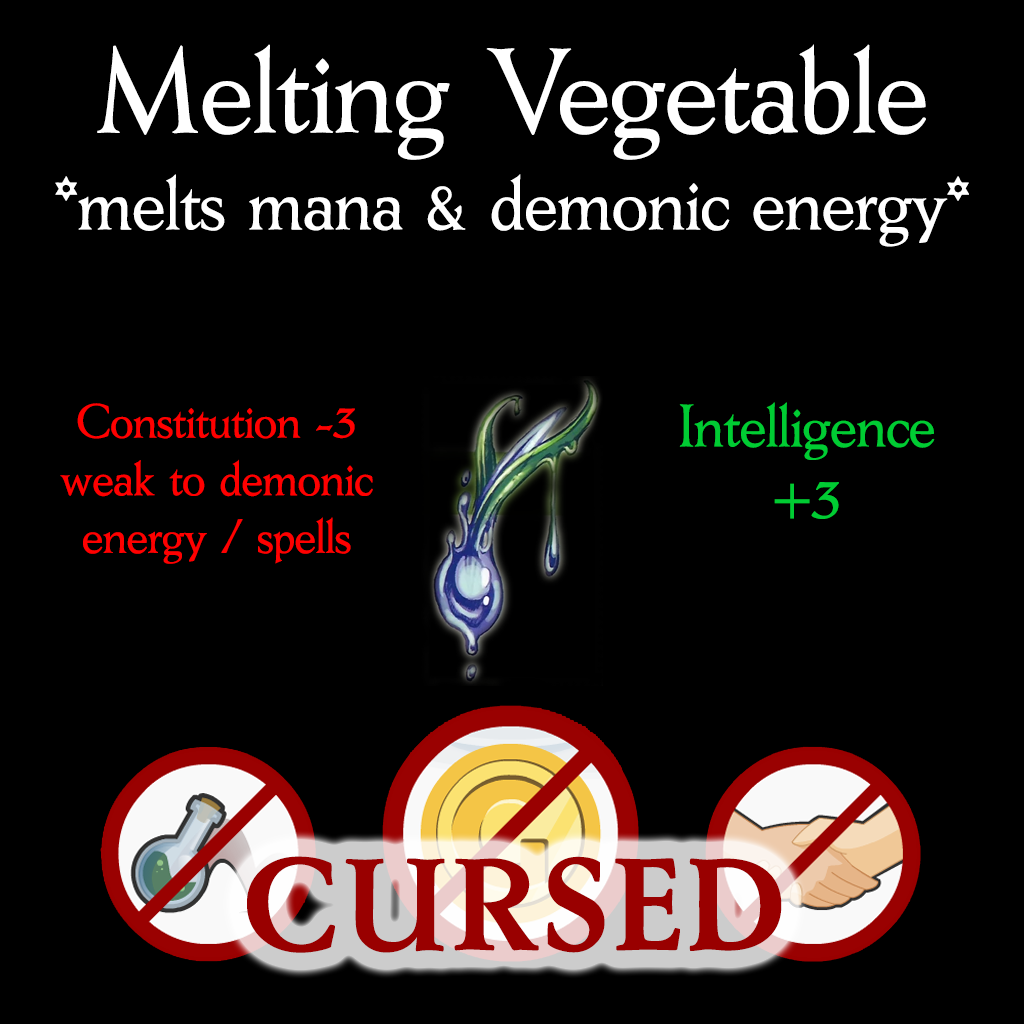 Melting Vegetable
*melts mana & demonic energy*
Constitution -3
weak to demonic
energy / spells
Intelligence
+3
CURSED